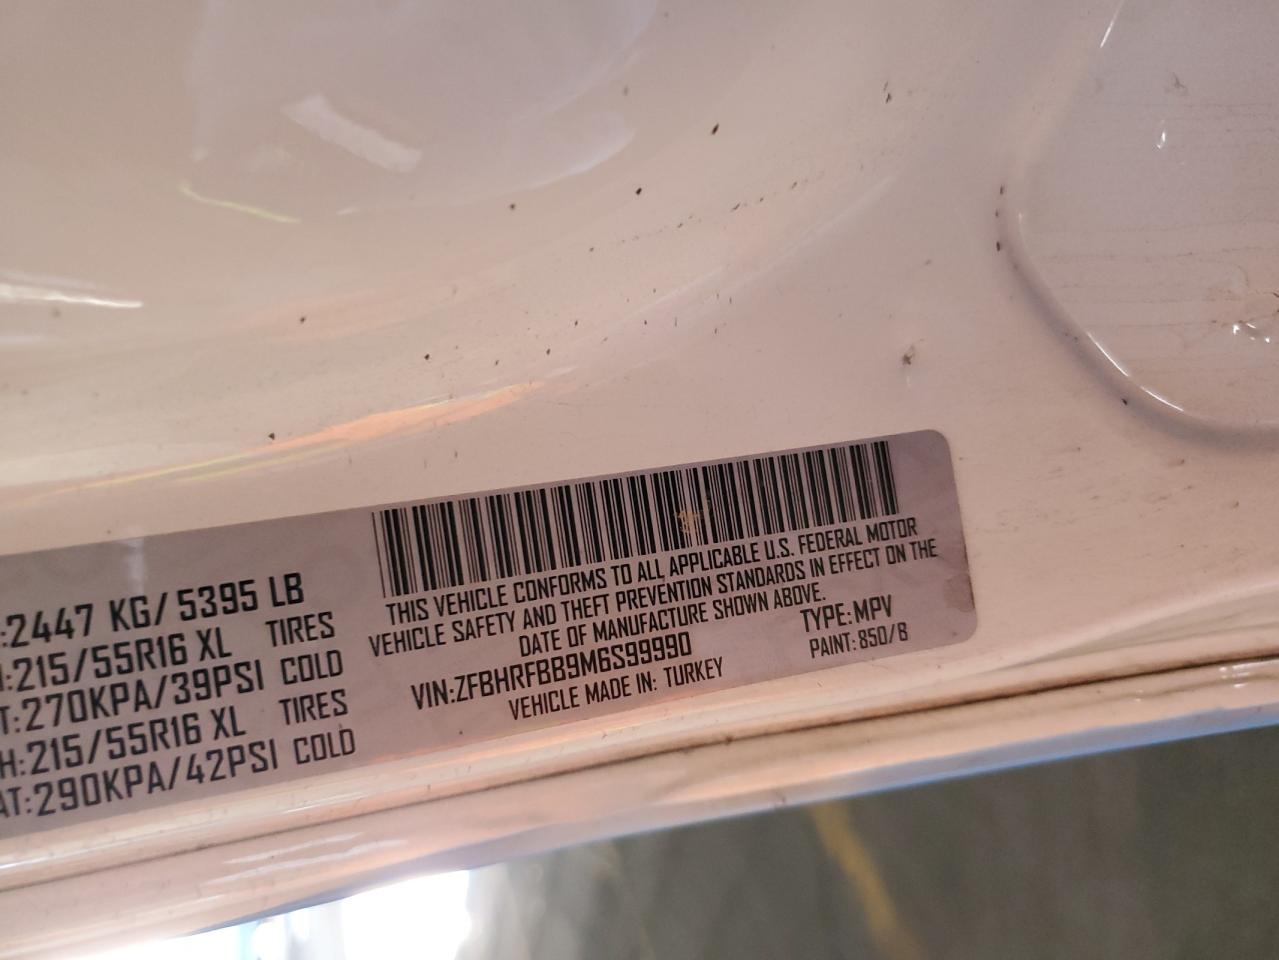 :2447 KG/ 5395 LB
:215/55R16 XL TIRES
T:270KPA/39PSI COLD
H:215/55R16 XL TIRES
AT:290KPA/42PSI COLD
THIS VEHICLE CONFORMS TO ALL APPLICABLE U.S. FEDERAL MOTOR
VEHICLE SAFETY AND THEFT PREVENTION STANDARDS IN EFFECT ON THE
DATE OF MANUFACTURE SHOWN ABOVE.
VIN:ZFBHRFBB9M6S99990 TYPE:MPV
VEHICLE MADE IN: TURKEY PAINT: 850/B